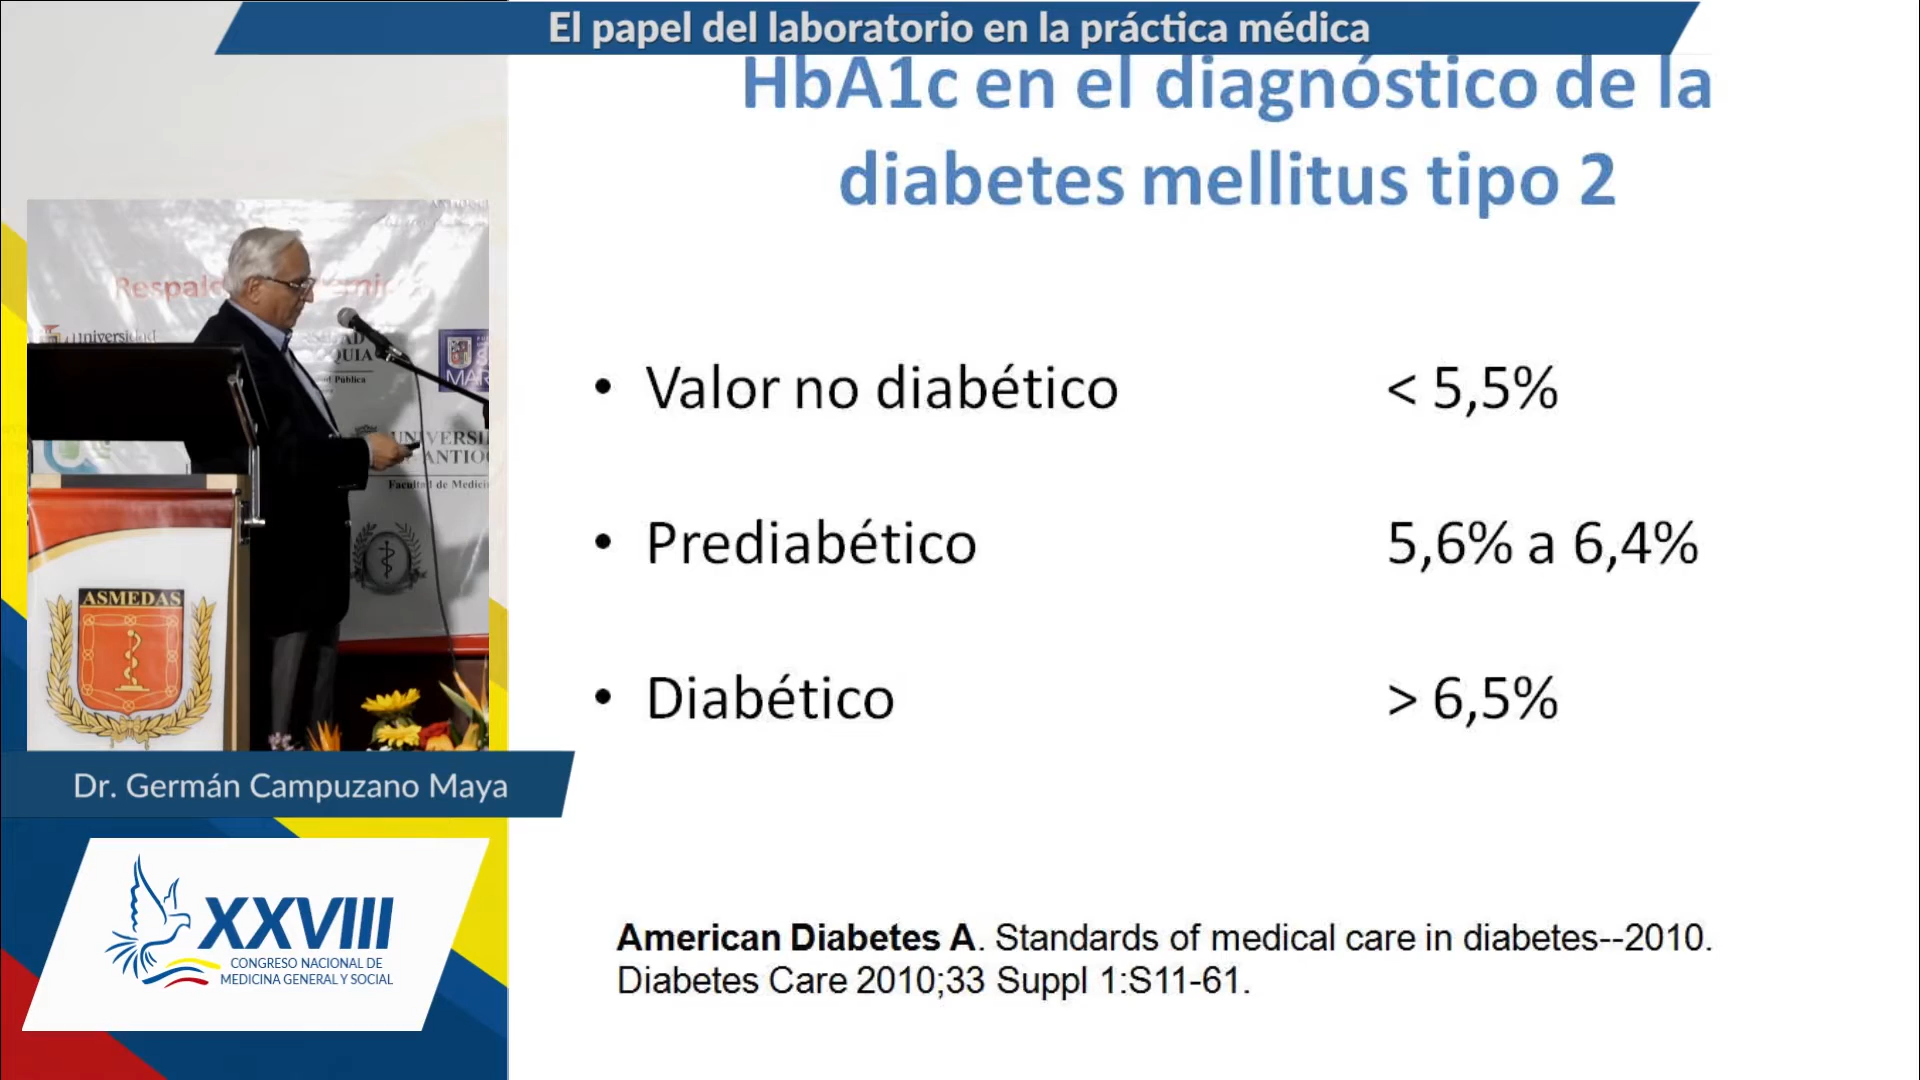 El papel del laboratorio en la práctica médica
HbA1c en el diagnóstico de la
diabetes mellitus tipo 2
• Valor no diabético < 5,5%
• Prediabético 5,6% a 6,4%
• Diabético > 6,5%
American Diabetes A. Standards of medical care in diabetes--2010.
Diabetes Care 2010;33 Suppl 1:S11-61.
ASMEDAS
Dr. Germán Campuzano Maya
XXVIII
CONGRESO NACIONAL DE
MEDICINA GENERAL Y SOCIAL